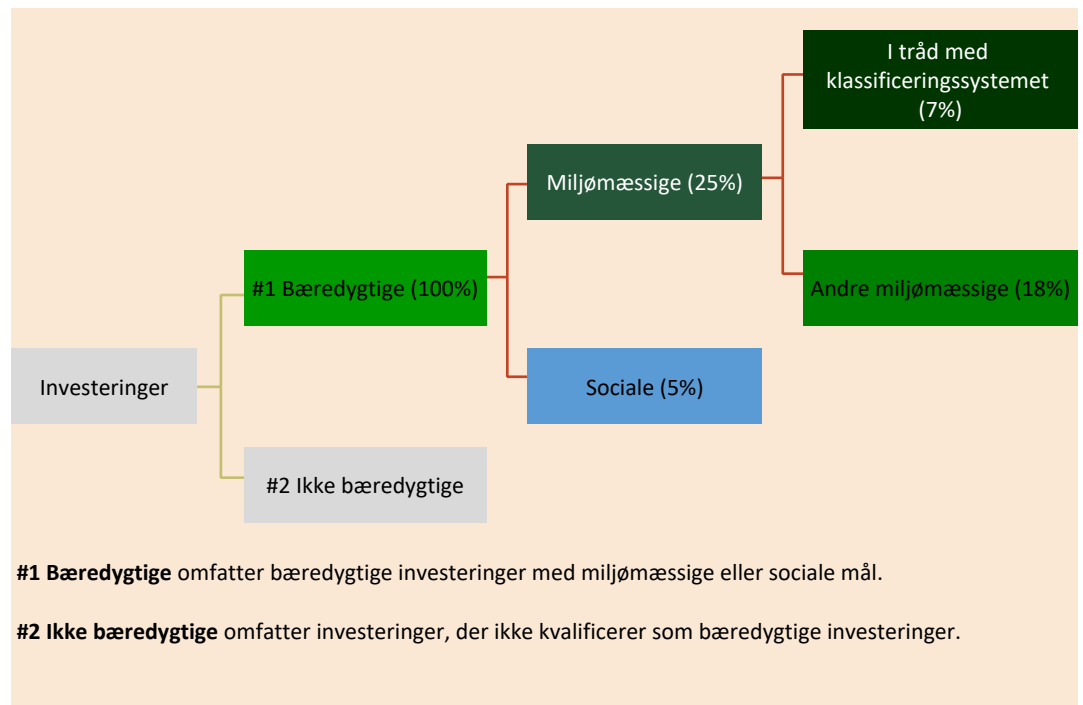 I tråd med
klassificeringssystemet
(7%)
Miljømæssige (25%)
#1 Bæredygtige (100%)
Andre miljømæssige (18%)
Investeringer
Sociale (5%)
#2 Ikke bæredygtige
#1 Bæredygtige omfatter bæredygtige investeringer med miljømæssige eller sociale mål.
#2 Ikke bæredygtige omfatter investeringer, der ikke kvalificerer som bæredygtige investeringer.